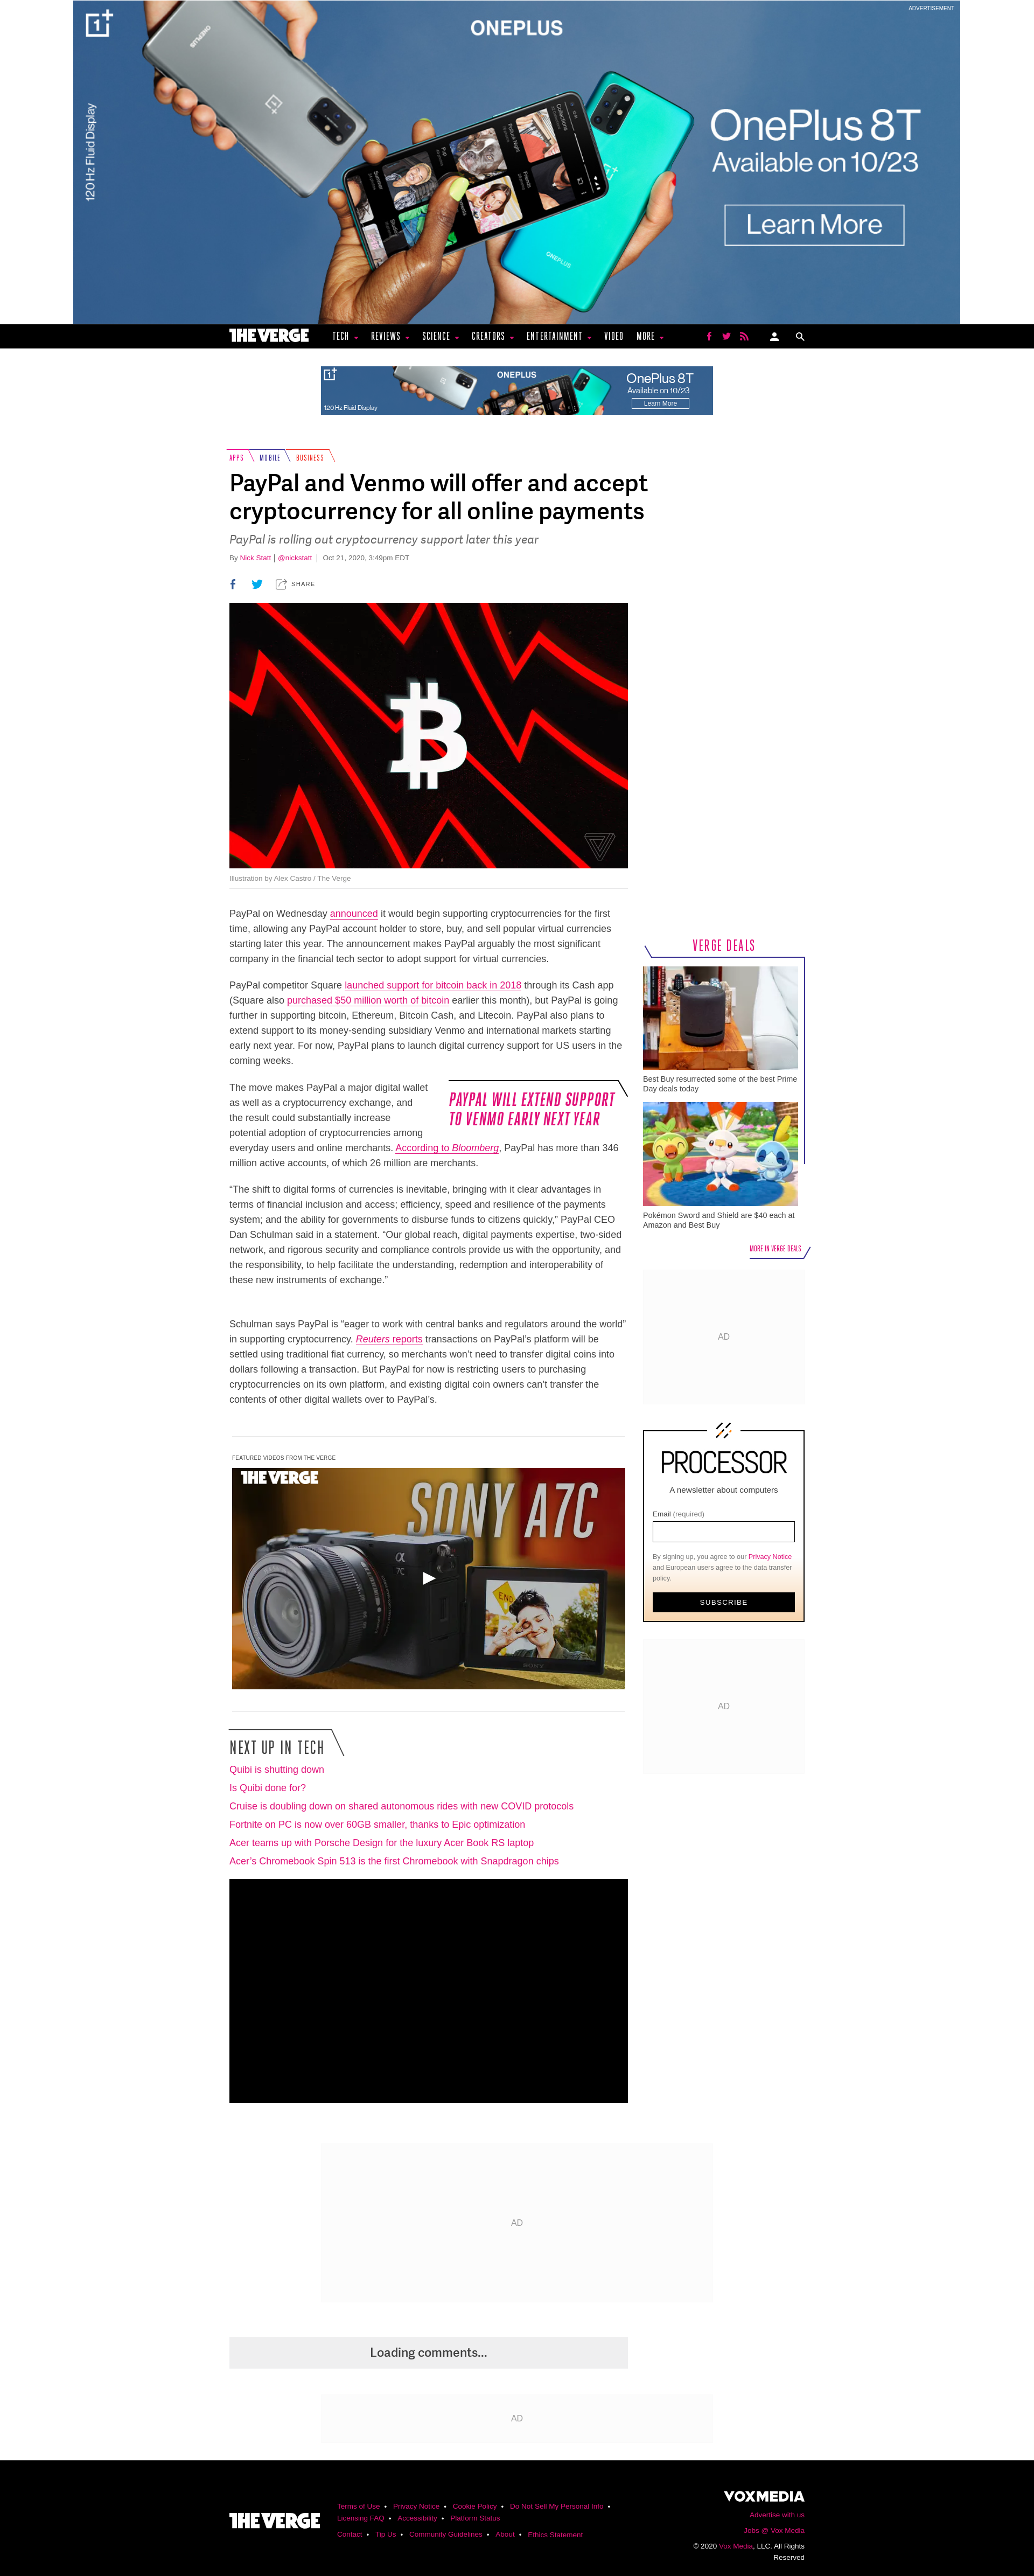 ADVERTISEMENT
ONEPLUS
ONEPLUS
120 Hz Fluid Display
OnePlus 8T
Available on 10/23
Learn More
Collections
ONEPLUS
THE VERGE
TECH
REVIEWS
SCIENCE
CREATORS
ENTERTAINMENT
VIDEO
MORE
ONEPLUS
OnePlus 8T
Available on 10/23
Learn More
120 Hz Fluid Display
APPS
MOBILE
BUSINESS
PayPal and Venmo will offer and accept
cryptocurrency for all online payments
PayPal is rolling out cryptocurrency support later this year
By Nick Statt | @nickstatt | Oct 21, 2020, 3:49pm EDT
SHARE
Illustration by Alex Castro / The Verge
PayPal on Wednesday announced it would begin supporting cryptocurrencies for the first
time, allowing any PayPal account holder to store, buy, and sell popular virtual currencies
starting later this year. The announcement makes PayPal arguably the most significant
company in the financial tech sector to adopt support for virtual currencies.
PayPal competitor Square launched support for bitcoin back in 2018 through its Cash app
(Square also purchased $50 million worth of bitcoin earlier this month), but PayPal is going
further in supporting bitcoin, Ethereum, Bitcoin Cash, and Litecoin. PayPal also plans to
extend support to its money-sending subsidiary Venmo and international markets starting
early next year. For now, PayPal plans to launch digital currency support for US users in the
coming weeks.
PAYPAL WILL EXTEND SUPPORT
TO VENMO EARLY NEXT YEAR
The move makes PayPal a major digital wallet
as well as a cryptocurrency exchange, and
the result could substantially increase
potential adoption of cryptocurrencies among
everyday users and online merchants. According to Bloomberg, PayPal has more than 346
million active accounts, of which 26 million are merchants.
“The shift to digital forms of currencies is inevitable, bringing with it clear advantages in
terms of financial inclusion and access; efficiency, speed and resilience of the payments
system; and the ability for governments to disburse funds to citizens quickly,” PayPal CEO
Dan Schulman said in a statement. “Our global reach, digital payments expertise, two-sided
network, and rigorous security and compliance controls provide us with the opportunity, and
the responsibility, to help facilitate the understanding, redemption and interoperability of
these new instruments of exchange.”
Schulman says PayPal is “eager to work with central banks and regulators around the world”
in supporting cryptocurrency. Reuters reports transactions on PayPal’s platform will be
settled using traditional fiat currency, so merchants won’t need to transfer digital coins into
dollars following a transaction. But PayPal for now is restricting users to purchasing
cryptocurrencies on its own platform, and existing digital coin owners can’t transfer the
contents of other digital wallets over to PayPal’s.
FEATURED VIDEOS FROM THE VERGE
THE VERGE
SONY A7C
α
7C
END
SONY
NEXT UP IN TECH
Quibi is shutting down
Is Quibi done for?
Cruise is doubling down on shared autonomous rides with new COVID protocols
Fortnite on PC is now over 60GB smaller, thanks to Epic optimization
Acer teams up with Porsche Design for the luxury Acer Book RS laptop
Acer’s Chromebook Spin 513 is the first Chromebook with Snapdragon chips
VERGE DEALS
Best Buy resurrected some of the best Prime
Day deals today
Pokémon Sword and Shield are $40 each at
Amazon and Best Buy
MORE IN VERGE DEALS
AD
PROCESSOR
A newsletter about computers
Email (required)
By signing up, you agree to our Privacy Notice
and European users agree to the data transfer
policy.
SUBSCRIBE
AD
AD
Loading comments...
AD
THE VERGE
Terms of Use • Privacy Notice • Cookie Policy • Do Not Sell My Personal Info •
Licensing FAQ • Accessibility • Platform Status
Contact • Tip Us • Community Guidelines • About • Ethics Statement
VOXMEDIA
Advertise with us
Jobs @ Vox Media
© 2020 Vox Media, LLC. All Rights
Reserved